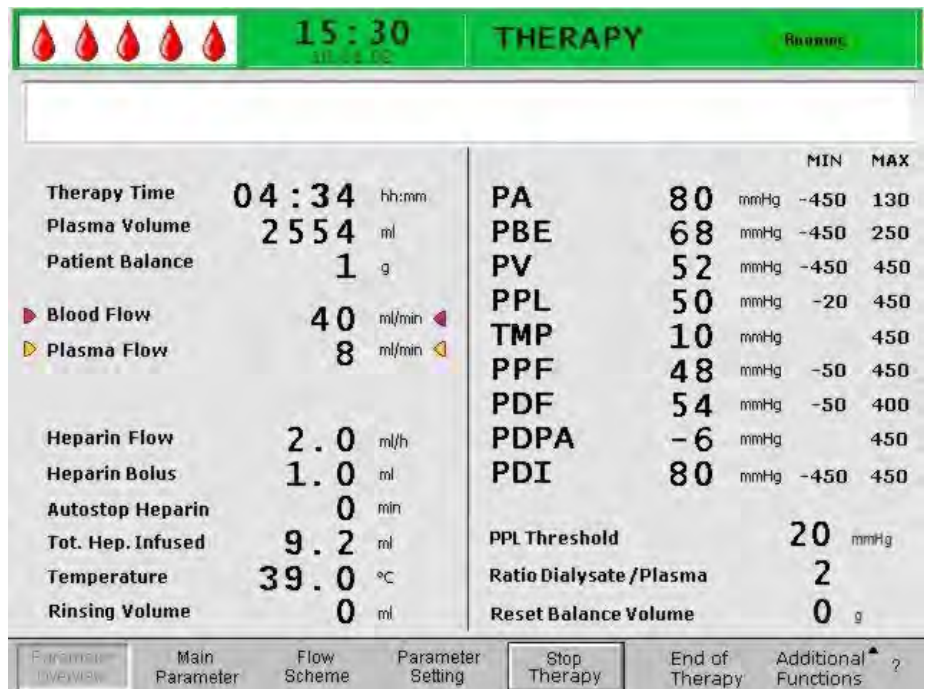 15:30 THERAPY Running
MIN MAX
Therapy Time 04:34 hh:mm
Plasma Volume 2554 ml
Patient Balance 1 g
Blood Flow 40 ml/min
Plasma Flow 8 ml/min
Heparin Flow 2.0 ml/h
Heparin Bolus 1.0 ml
Autostop Heparin 0 min
Tot. Hep. Infused 9.2 ml
Temperature 39.0 °C
Rinsing Volume 0 ml
PA 80 mmHg -450 130
PBE 68 mmHg -450 250
PV 52 mmHg -450 450
PPL 50 mmHg -20 450
TMP 10 mmHg 450
PPF 48 mmHg -50 450
PDF 54 mmHg -50 400
PDPA -6 mmHg 450
PDI 80 mmHg -450 450
PPL Threshold 20 mmHg
Ratio Dialysate/Plasma 2
Reset Balance Volume 0 g
Parameter Overview
Main Parameter
Flow Scheme
Parameter Setting
Stop Therapy
End of Therapy
Additional Functions
?